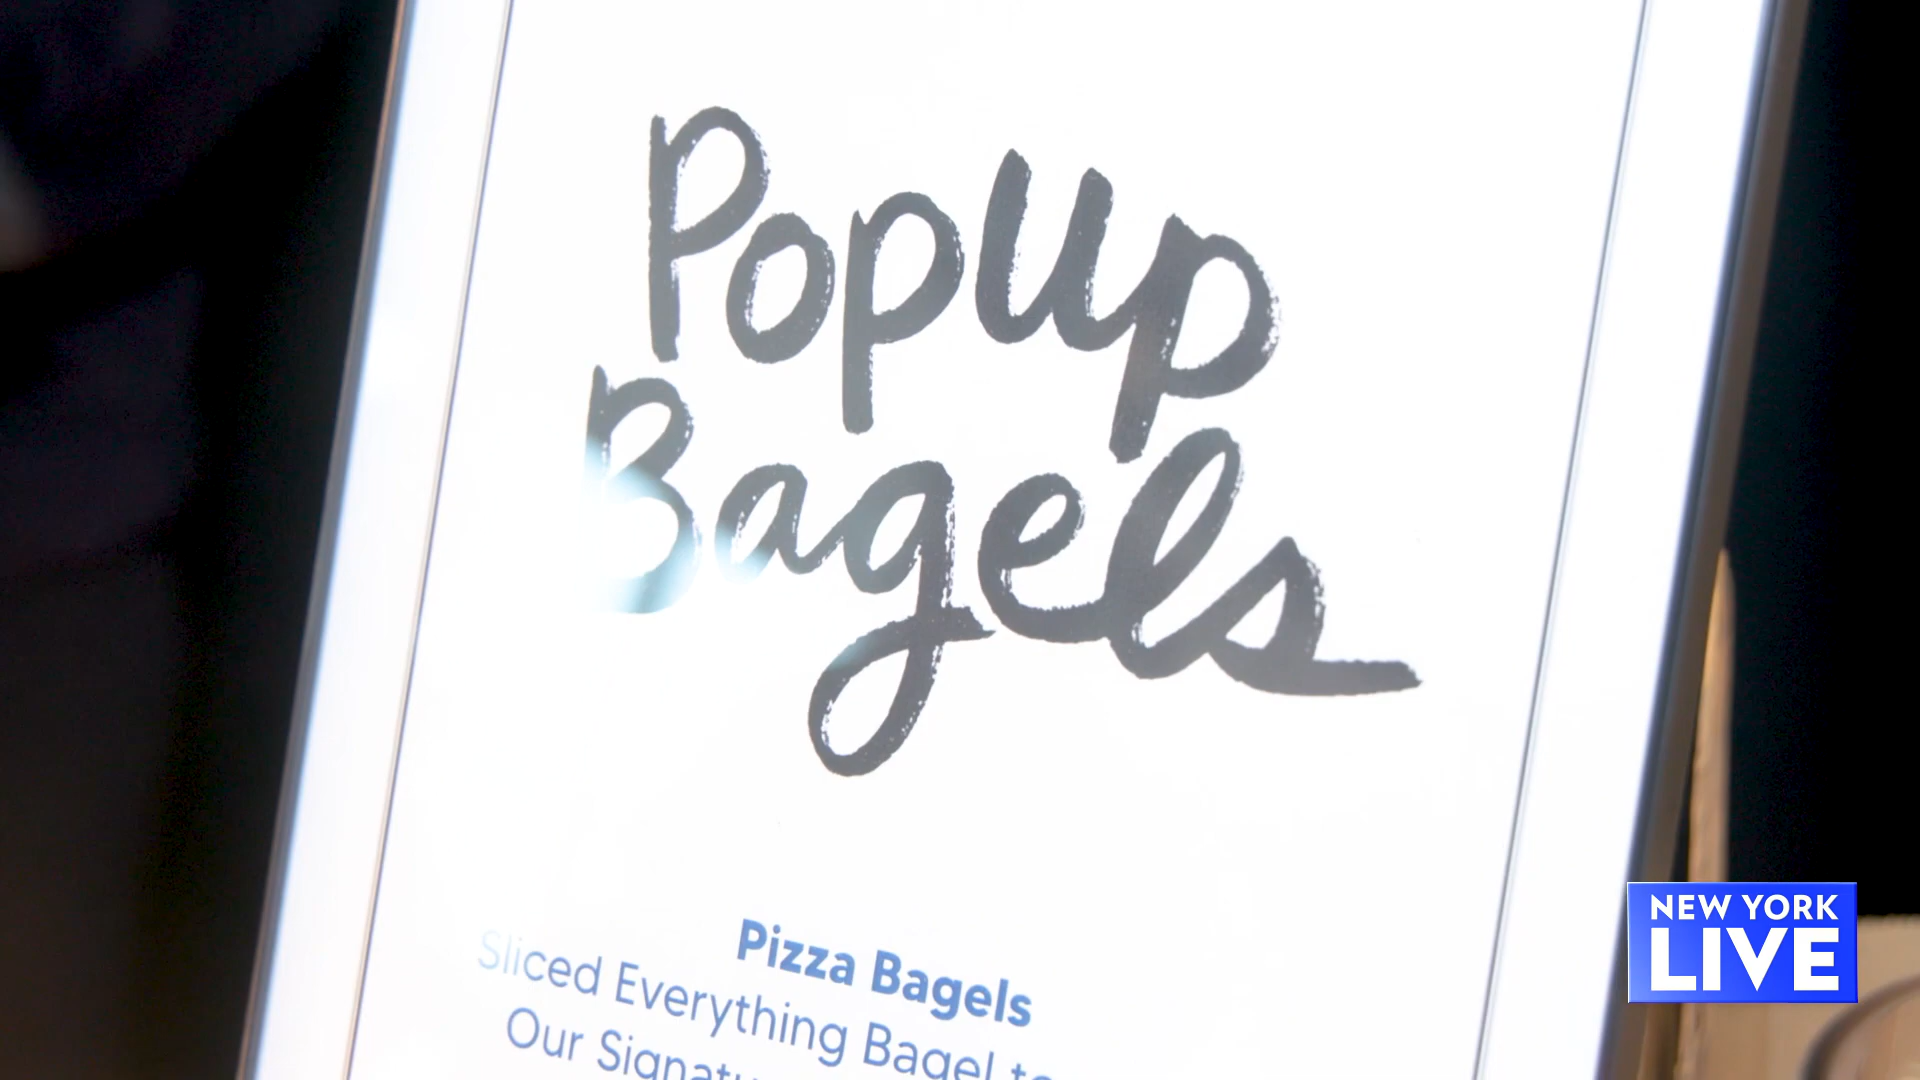 PopUp
Bagels
Pizza Bagels
Sliced Everything Bagel
Our
NEW YORK
LIVE